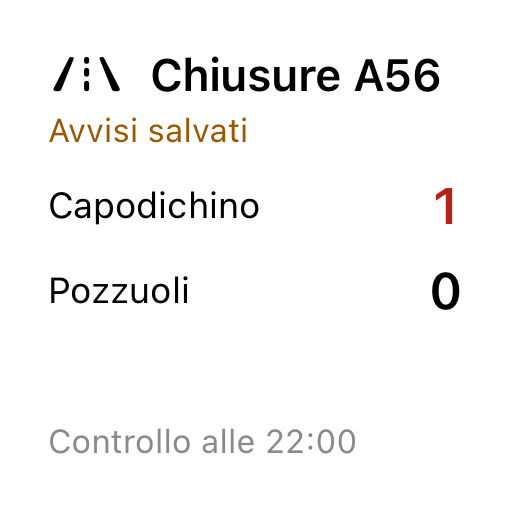 Chiusure A56
Avvisi salvati
Capodichino 1
Pozzuoli 0
Controllo alle 22:00